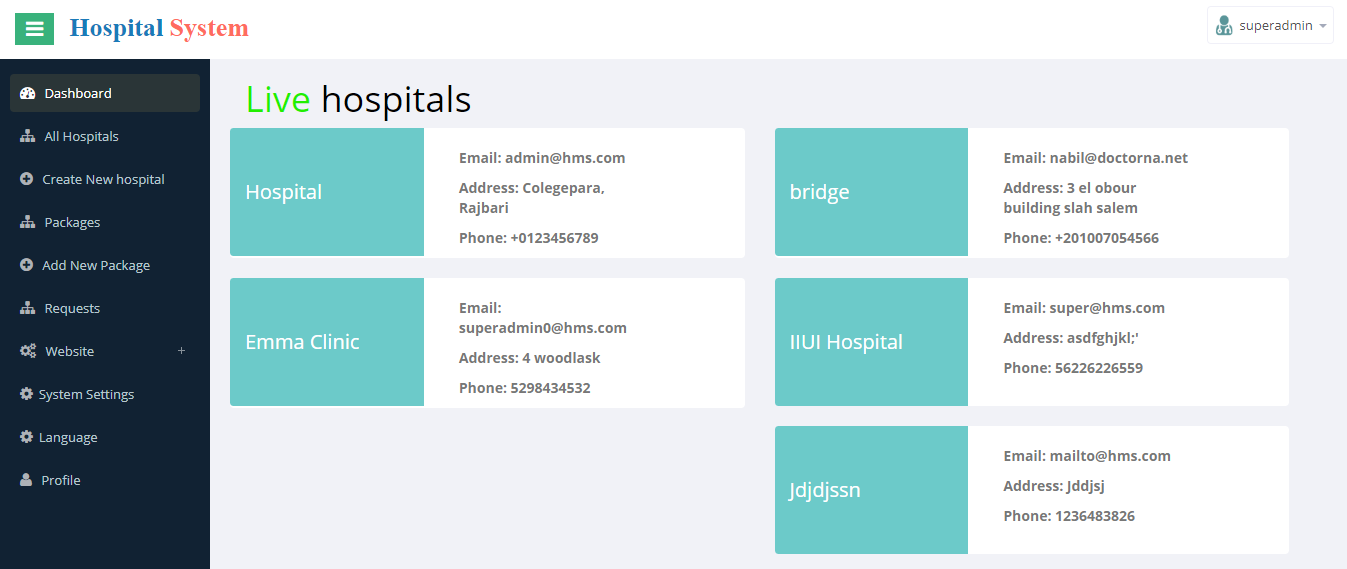 Hospital System
superadmin
Dashboard
All Hospitals
Create New hospital
Packages
Add New Package
Requests
Website +
System Settings
Language
Profile
Live hospitals
Hospital
Email: admin@hms.com
Address: Colegepara,
Rajbari
Phone: +0123456789
bridge
Email: nabil@doctorna.net
Address: 3 el obour
building slah salem
Phone: +201007054566
Emma Clinic
Email:
superadmin0@hms.com
Address: 4 woodlask
Phone: 5298434532
IIUI Hospital
Email: super@hms.com
Address: asdfghjkl;'
Phone: 56226226559
Jdjdjssn
Email: mailto@hms.com
Address: Jddjsj
Phone: 1236483826